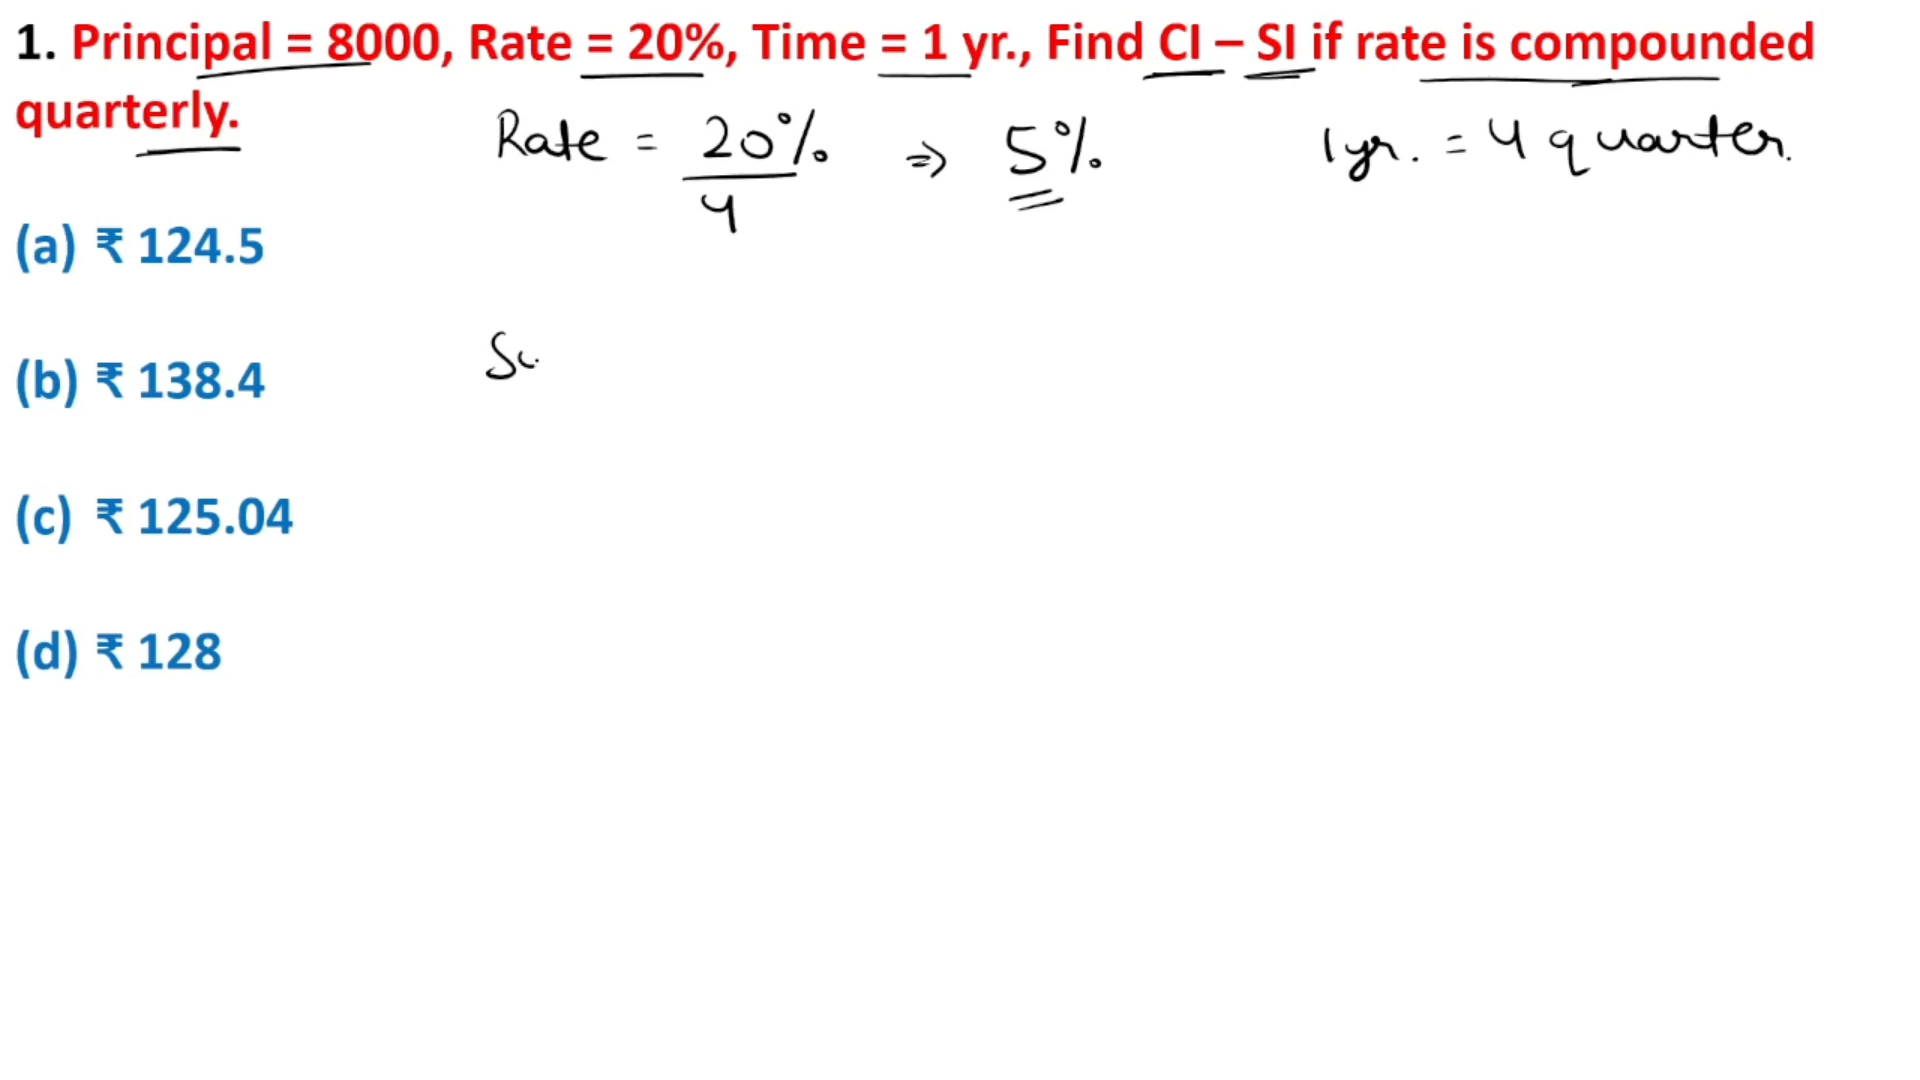 1. Principal = 8000, Rate = 20%, Time = 1 yr., Find CI – SI if rate is compounded
quarterly.
Rate = 20%/4 => 5%
1yr. = 4 quarter.
(a) ₹ 124.5
(b) ₹ 138.4
(c) ₹ 125.04
(d) ₹ 128